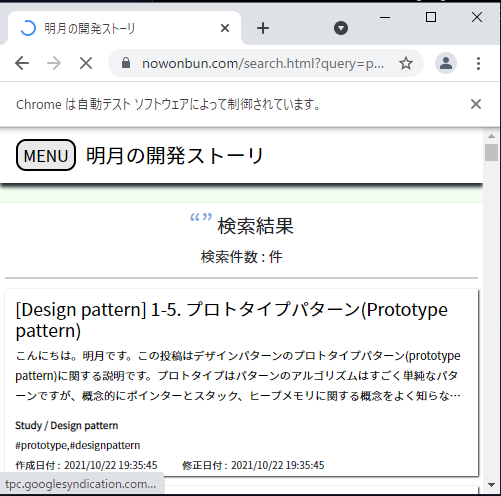 明月の開発ストーリ
nowonbun.com/search.html?query=p...
Chrome は自動テスト ソフトウェアによって制御されています。
MENU 明月の開発ストーリ
“” 検索結果
検索件数 : 件
[Design pattern] 1-5. プロトタイプパターン(Prototype
pattern)
こんにちは。明月です。この投稿はデザインパターンのプロトタイプパターン(prototype
pattern)に関する説明です。プロトタイプはパターンのアルゴリズムはすごく単純なパタ
ーンですが、概念的にポインターとスタック、ヒープメモリに関する概念をよく知らな…
Study / Design pattern
#prototype,#designpattern
作成日付 : 2021/10/22 19:35:45 修正日付 : 2021/10/22 19:35:45
tpc.googlesyndication.com...